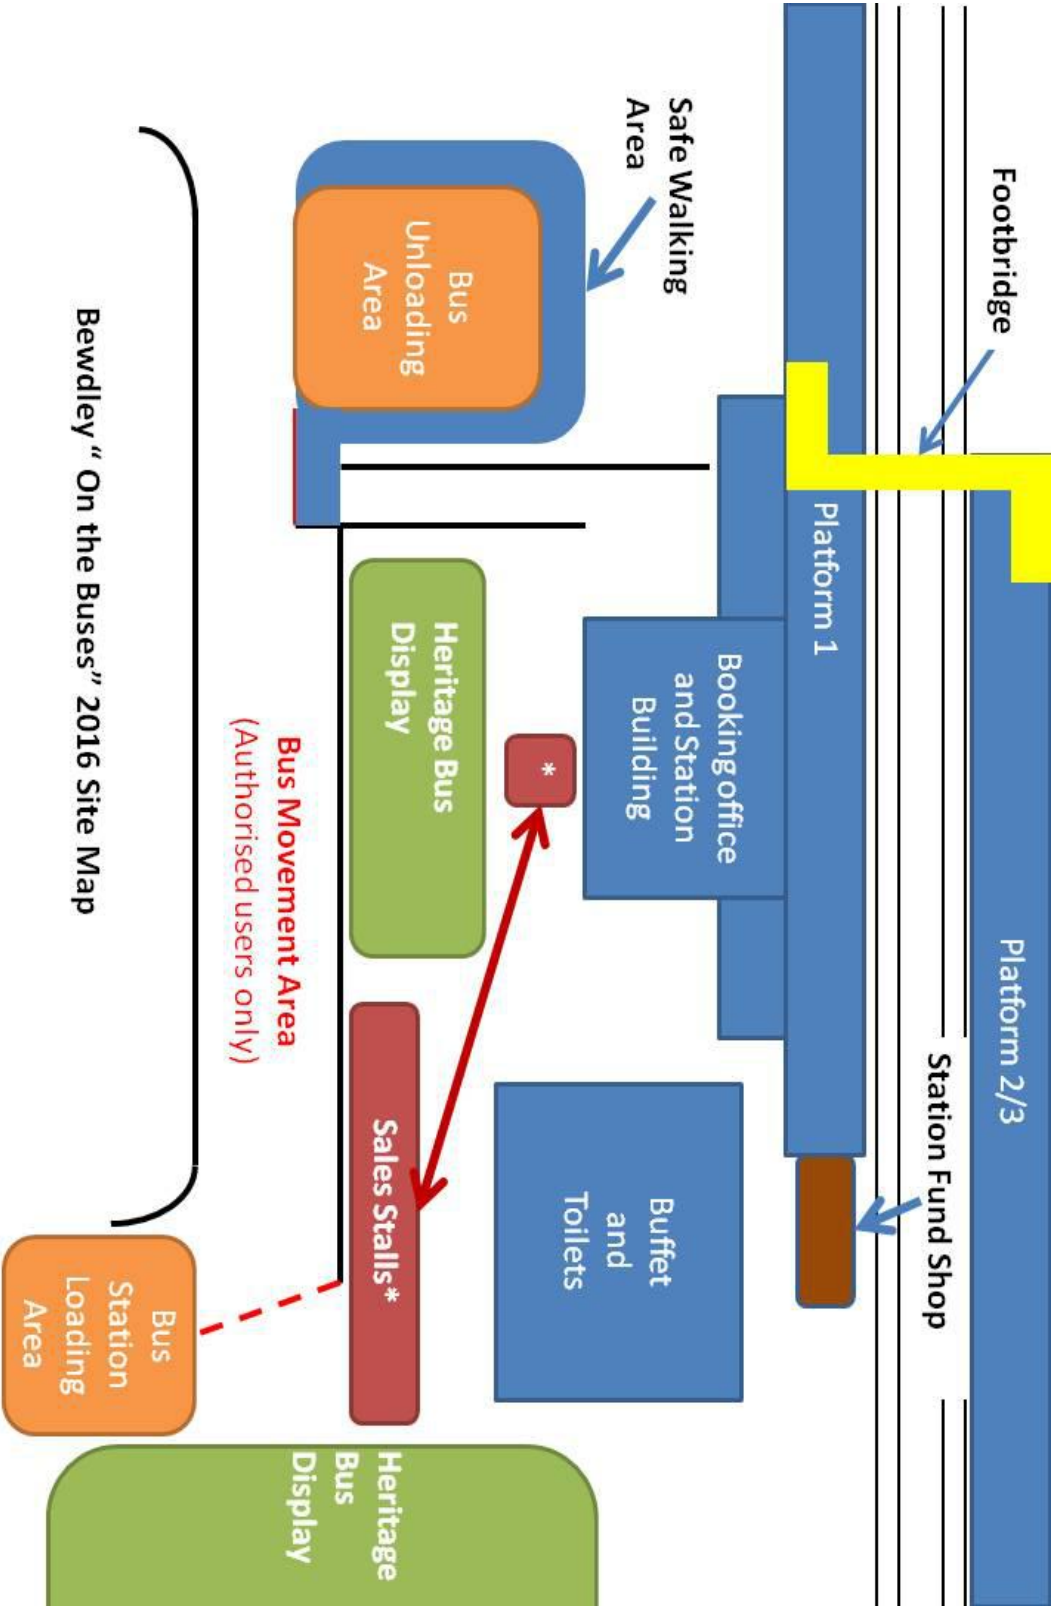 Footbridge
Platform 2/3
Station Fund Shop
Platform 1
Safe Walking
Area
Booking office
and Station
Building
Buffet
and
Toilets
*
Bus
Unloading
Area
Heritage Bus
Display
Sales Stalls*
Heritage
Bus
Display
Bus Movement Area
(Authorised users only)
Bus
Station
Loading
Area
Bewdley “ On the Buses” 2016 Site Map